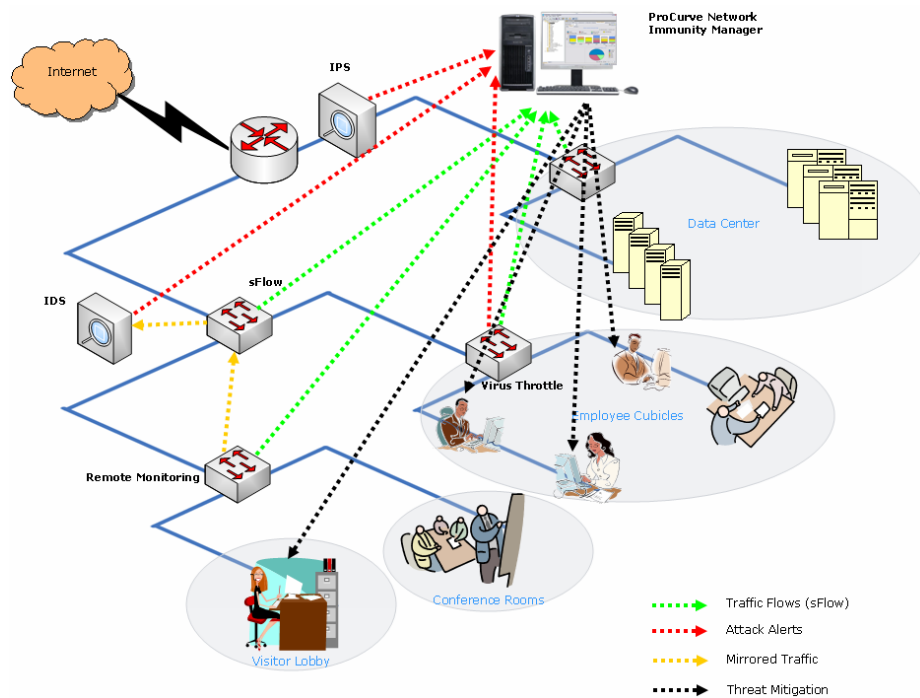 ProCurve Network
Immunity Manager
Internet
IPS
Data Center
sFlow
IDS
Virus Throttle
Employee Cubicles
Remote Monitoring
Conference Rooms
Visitor Lobby
Traffic Flows (sFlow)
Attack Alerts
Mirrored Traffic
Threat Mitigation